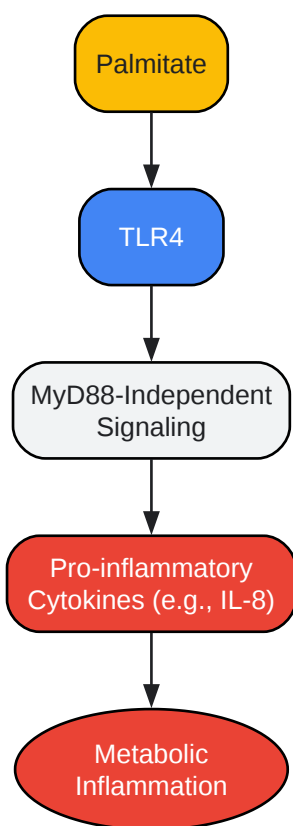 Palmitate
TLR4
MyD88-Independent
Signaling
Pro-inflammatory
Cytokines (e.g., IL-8)
Metabolic
Inflammation